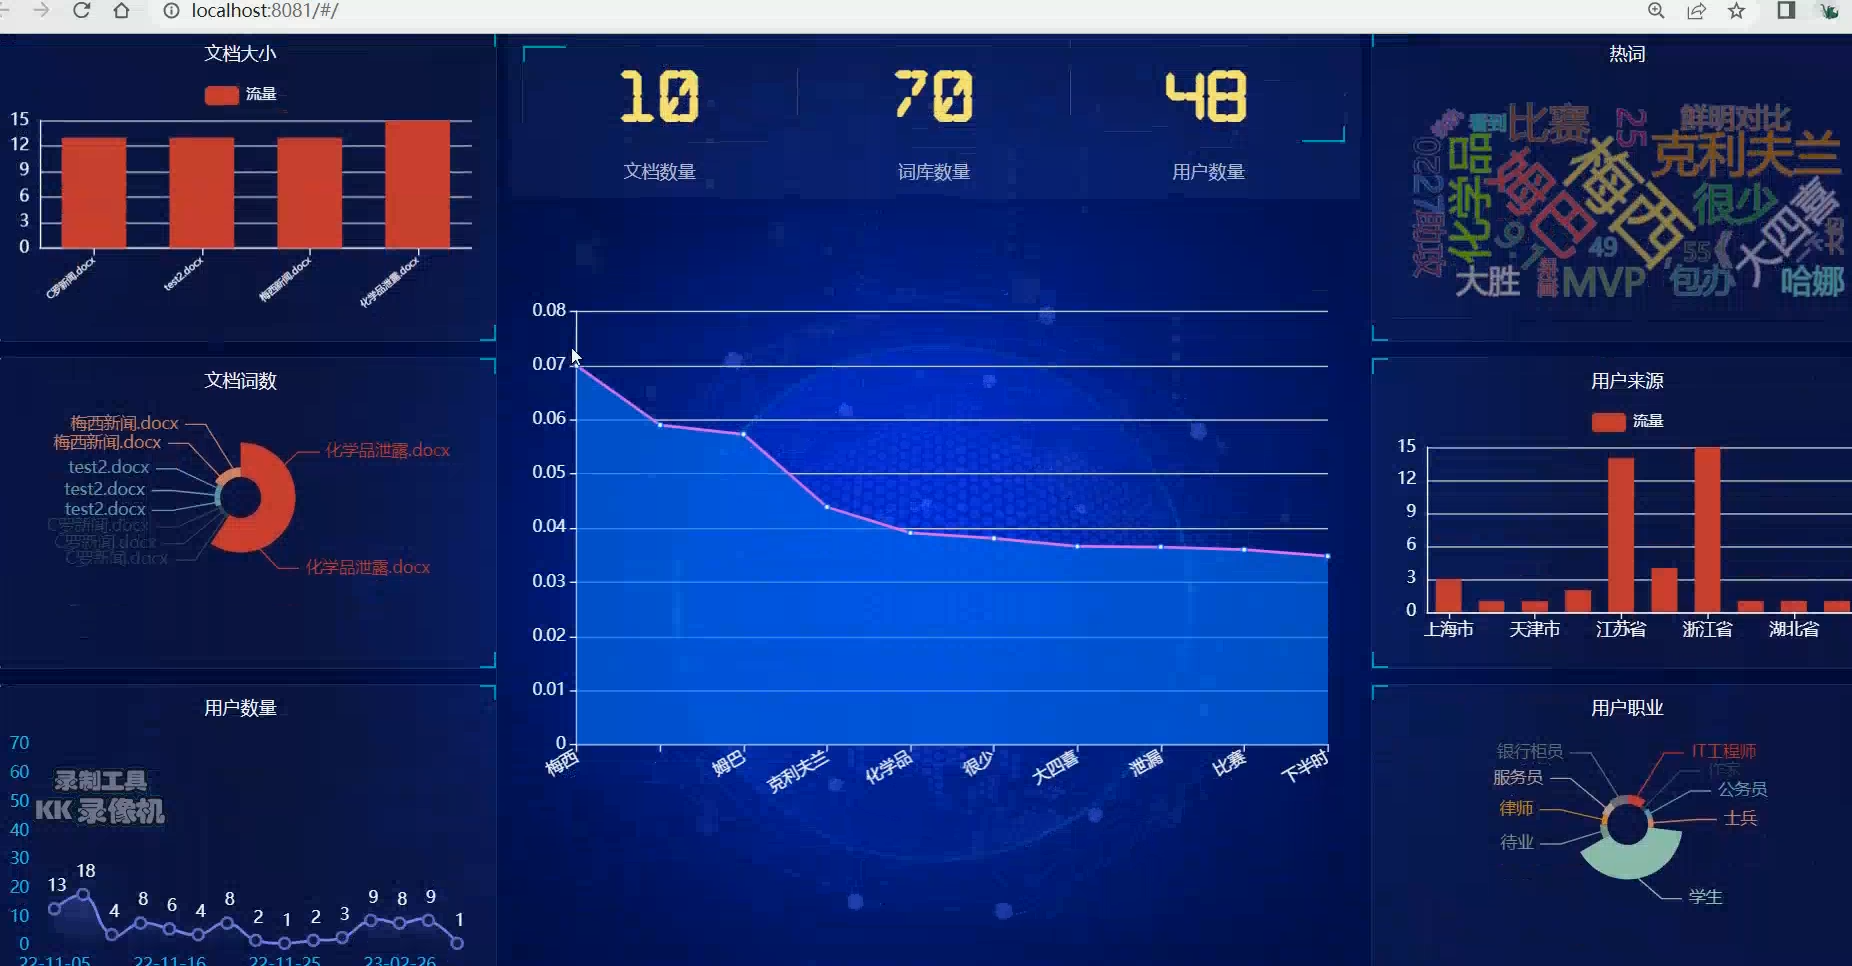 localhost:8081/#/
文档大小
流量
15
12
9
6
3
0
C罗新闻.docx
test2.docx
梅西新闻.docx
化学品泄露.docx
文档词数
梅西新闻.docx
梅西新闻.docx
test2.docx
test2.docx
test2.docx
C罗新闻.docx
C罗新闻.docx
C罗新闻.docx
化学品泄露.docx
化学品泄露.docx
用户数量
70
60
50
40
30
20
10
0
录制工具
KK 录像机
13
18
4
8
6
4
8
2
1
2
3
9
8
9
1
22-11-05
22-11-16
22-11-25
23-02-26
10
70
48
文档数量
词库数量
用户数量
0.08
0.07
0.06
0.05
0.04
0.03
0.02
0.01
0
梅西
姆巴
克利夫兰
化学品
很少
大四喜
泄漏
比赛
下半时
热词
看到
比赛
25
鲜明对比
克利夫兰
化学品
姆巴
梅西
很少
大四喜
49
55
大胜
MVP
包办
哈娜
用户来源
流量
15
12
9
6
3
0
上海市
天津市
江苏省
浙江省
湖北省
用户职业
银行柜员
服务员
律师
待业
IT工程师
作家
公务员
士兵
学生